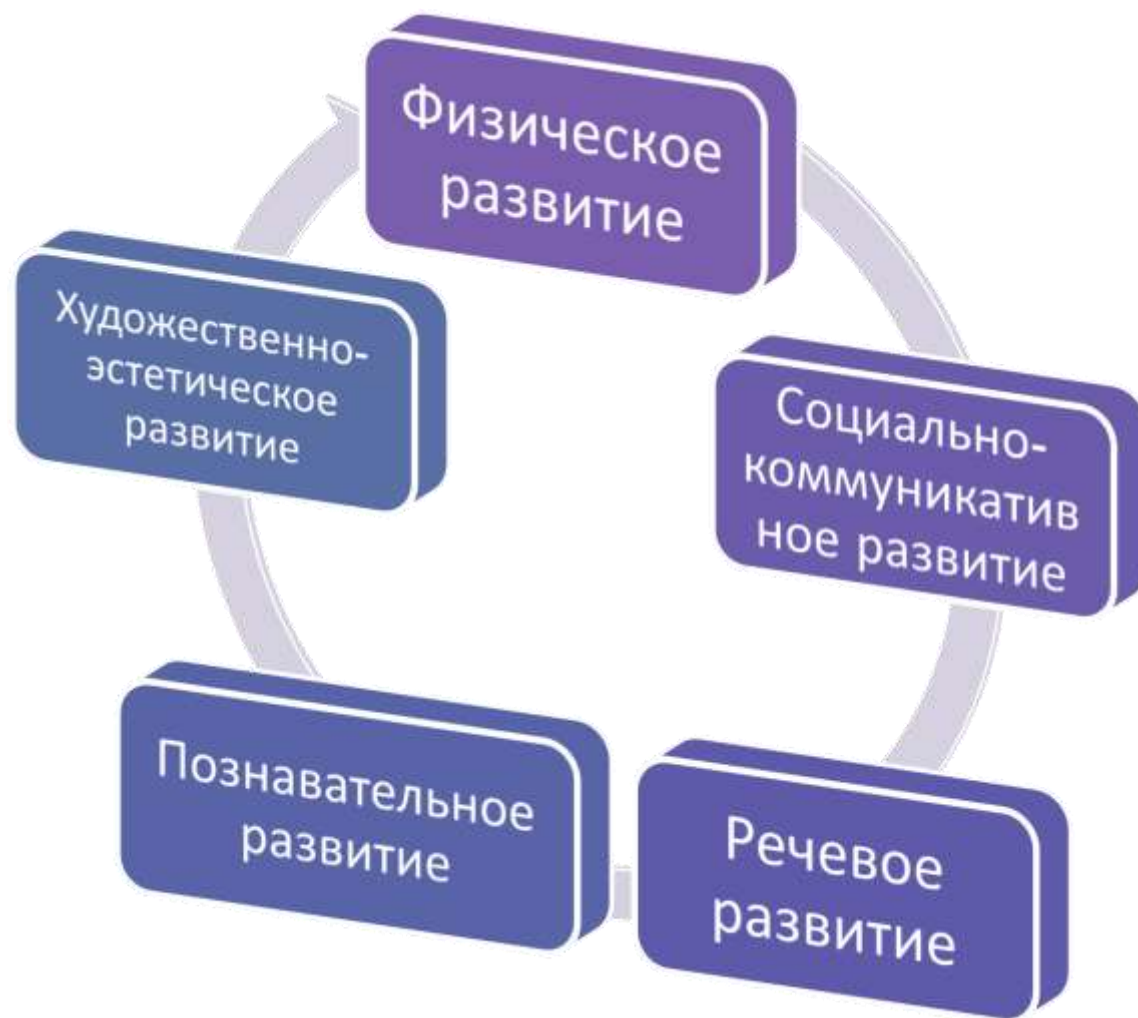 Физическое
развитие
Социально-
коммуникатив
ное развитие
Речевое
развитие
Познавательное
развитие
Художественно-
эстетическое
развитие